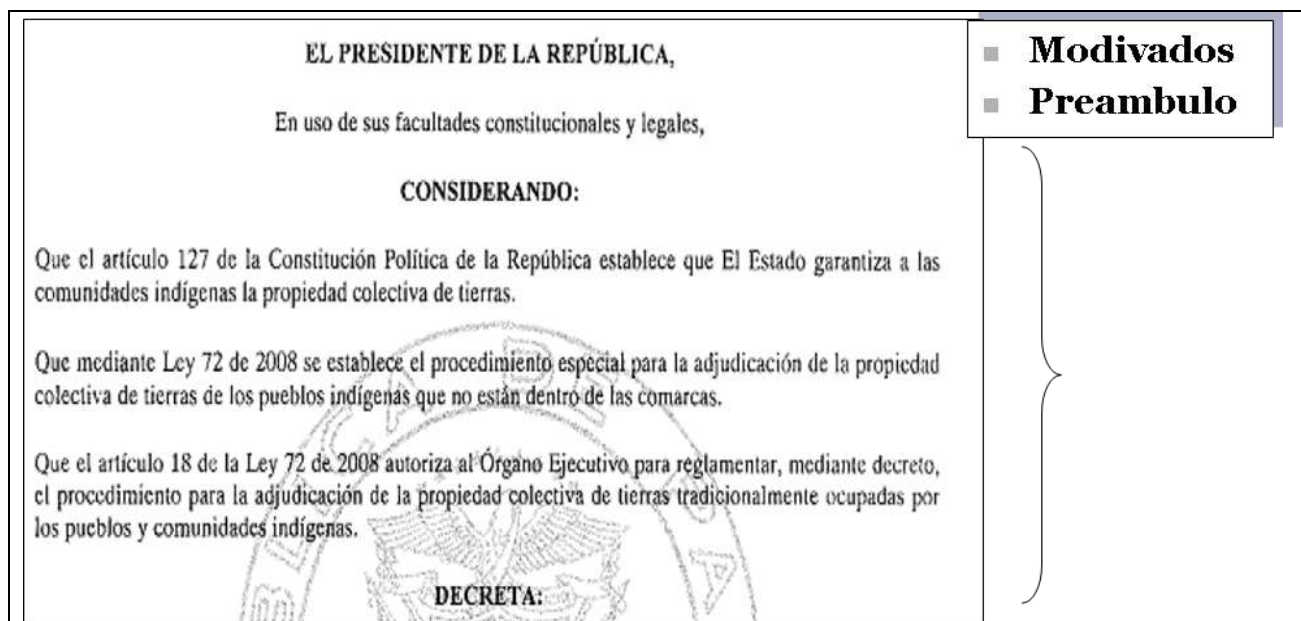 EL PRESIDENTE DE LA REPÚBLICA,
En uso de sus facultades constitucionales y legales,
CONSIDERANDO:
Que el artículo 127 de la Constitución Política de la República establece que El Estado garantiza a las
comunidades indígenas la propiedad colectiva de tierras.
Que mediante Ley 72 de 2008 se establece el procedimiento especial para la adjudicación de la propiedad
colectiva de tierras de los pueblos indígenas que no están dentro de las comarcas.
Que el artículo 18 de la Ley 72 de 2008 autoriza al Órgano Ejecutivo para reglamentar, mediante decreto,
el procedimiento para la adjudicación de la propiedad colectiva de tierras tradicionalmente ocupadas por
los pueblos y comunidades indígenas.
DECRETA:
BLICA DE PA
Modivados
Preambulo